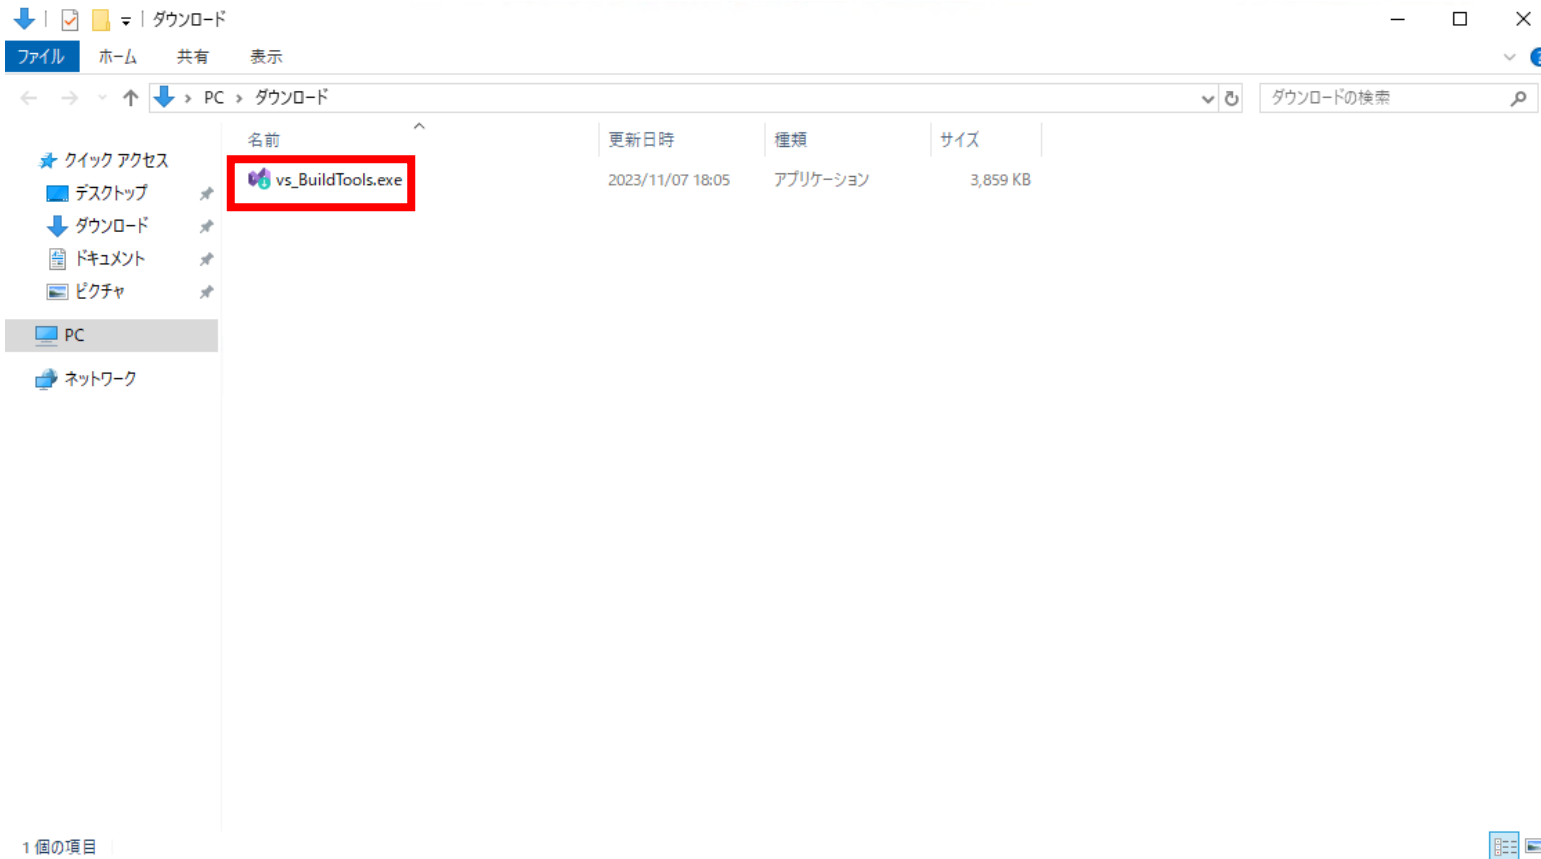 ダウンロード
ファイル ホーム 共有 表示
PC ダウンロード ダウンロードの検索
名前 更新日時 種類 サイズ
クイック アクセス
vs_BuildTools.exe 2023/11/07 18:05 アプリケーション 3,859 KB
デスクトップ
ダウンロード
ドキュメント
ピクチャ
PC
ネットワーク
1 個の項目